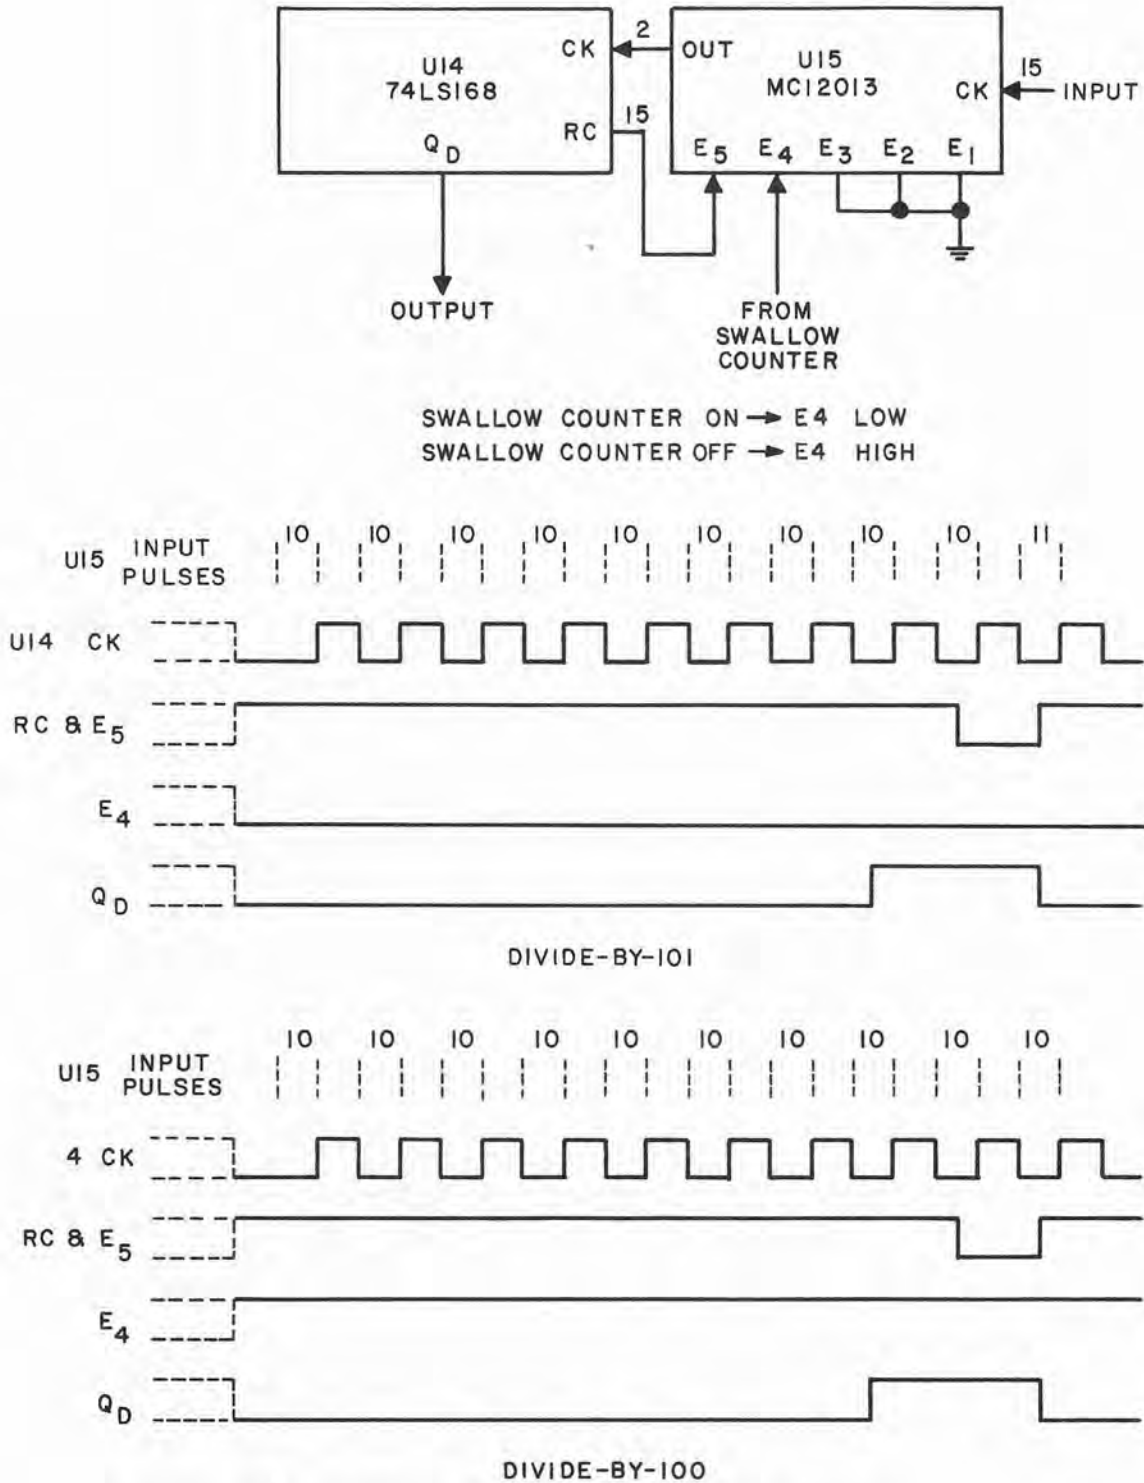 U14
74LS168
CK
2
OUT
U15
MC12013
CK
15
INPUT
RC
15
Q D
E5 E4 E3 E2 E1
OUTPUT
FROM
SWALLOW
COUNTER
SWALLOW COUNTER ON → E4 LOW
SWALLOW COUNTER OFF → E4 HIGH
U15 INPUT PULSES
10 10 10 10 10 10 10 10 10 11
U14 CK
RC & E5
E4
Q D
DIVIDE-BY-101
U15 INPUT PULSES
10 10 10 10 10 10 10 10 10 10
4 CK
RC & E5
E4
Q D
DIVIDE-BY-100